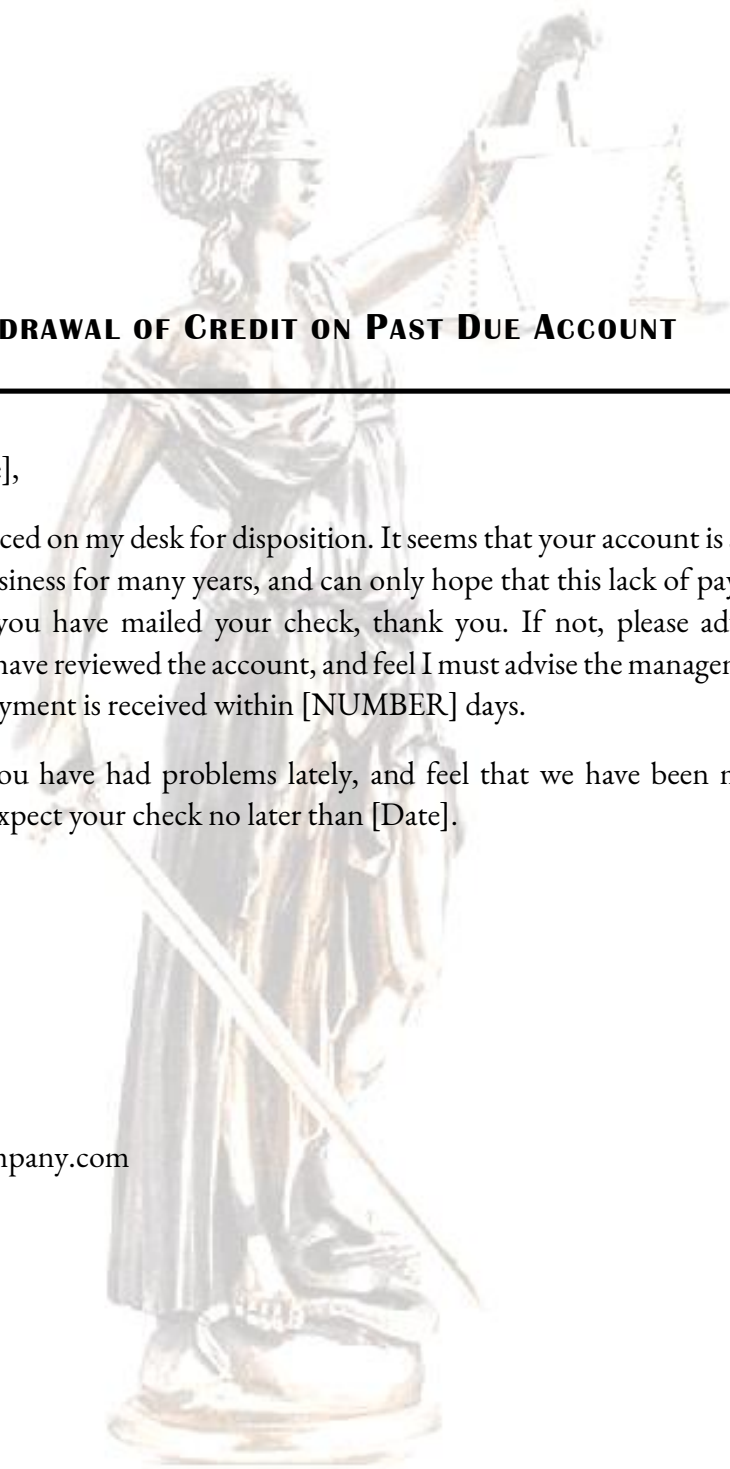 DRAWAL OF CREDIT ON PAST DUE ACCOUNT
],
ced on my desk for disposition. It seems that your account is
siness for many years, and can only hope that this lack of pay
you have mailed your check, thank you. If not, please ad
have reviewed the account, and feel I must advise the manage
yment is received within [NUMBER] days.
ou have had problems lately, and feel that we have been
xpect your check no later than [Date].
mpany.com